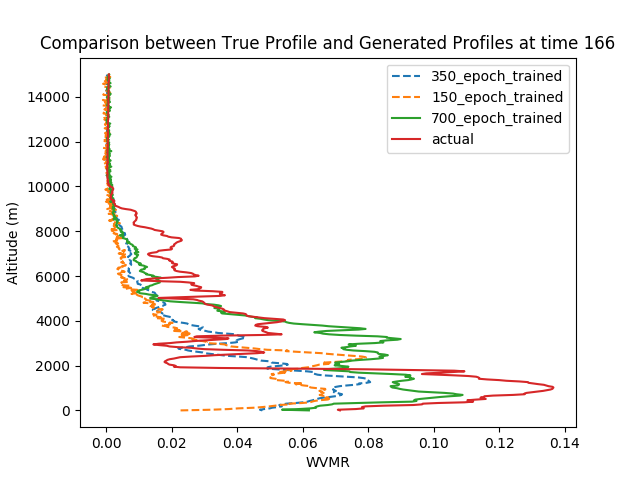 Comparison between True Profile and Generated Profiles at time 166
350_epoch_trained
150_epoch_trained
700_epoch_trained
actual
Altitude (m)
14000
12000
10000
8000
6000
4000
2000
0
0.00 0.02 0.04 0.06 0.08 0.10 0.12 0.14
WVMR